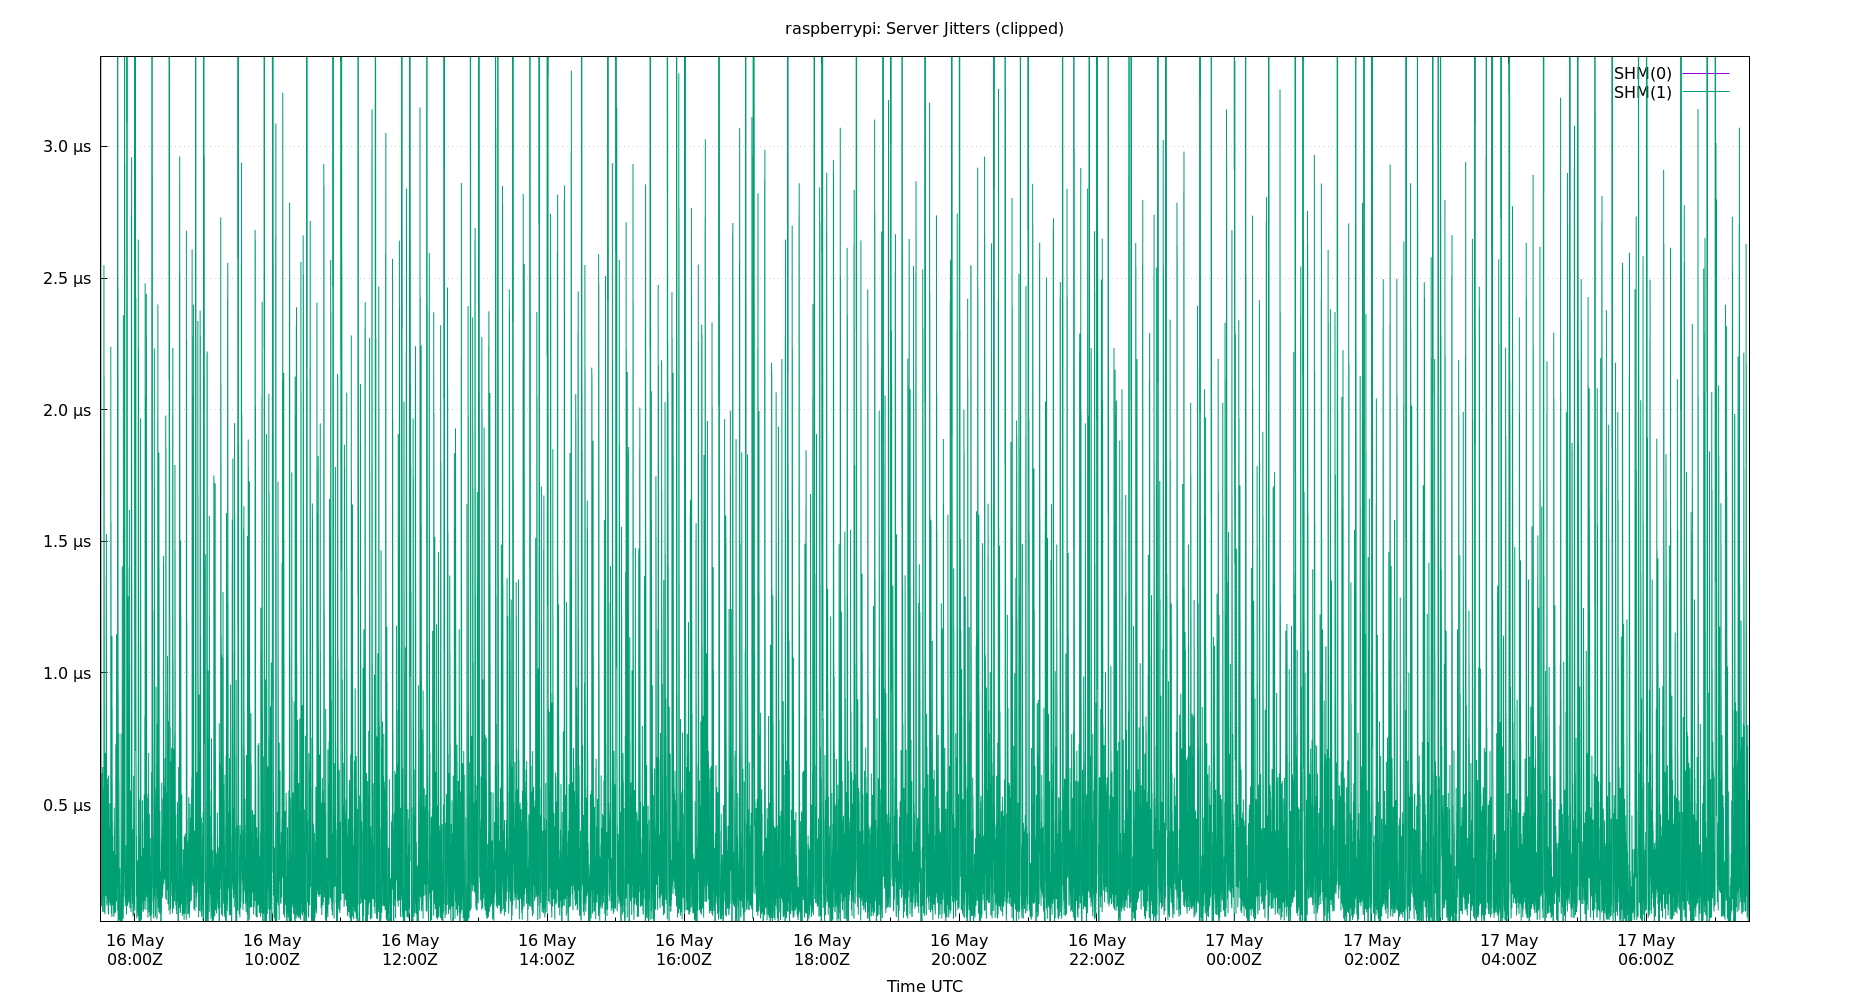 raspberrypi: Server Jitters (clipped)
SHM(0)
SHM(1)
3.0 µs
2.5 µs
2.0 µs
1.5 µs
1.0 µs
0.5 µs
16 May 16 May 16 May 16 May 16 May 16 May 16 May 16 May 17 May 17 May 17 May 17 May
08:00Z 10:00Z 12:00Z 14:00Z 16:00Z 18:00Z 20:00Z 22:00Z 00:00Z 02:00Z 04:00Z 06:00Z
Time UTC